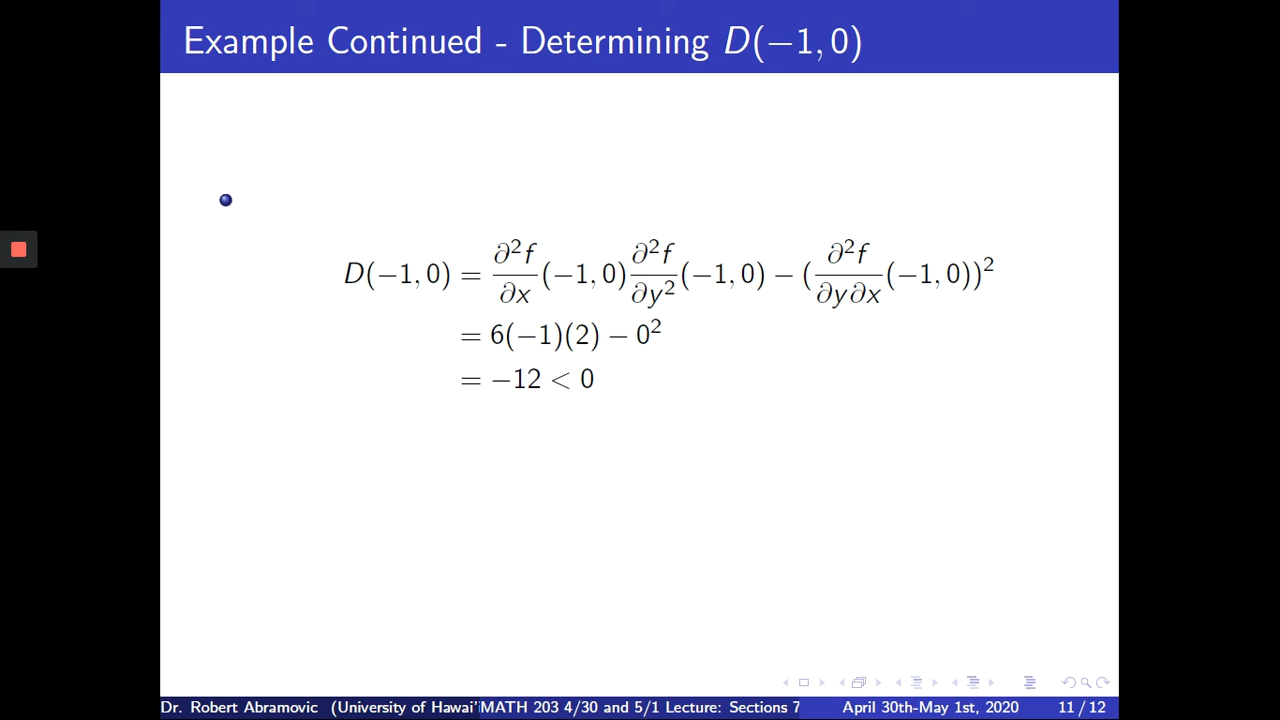 Example Continued - Determining D(−1, 0)
D(−1, 0) = ∂²f/∂x (−1, 0) ∂²f/∂y² (−1, 0) − (∂²f/∂y∂x (−1, 0))²
= 6(−1)(2) − 0²
= −12 < 0
Dr. Robert Abramovic (University of Hawai'i MATH 203 4/30 and 5/1 Lecture: Sections 7 April 30th-May 1st, 2020 11 / 12